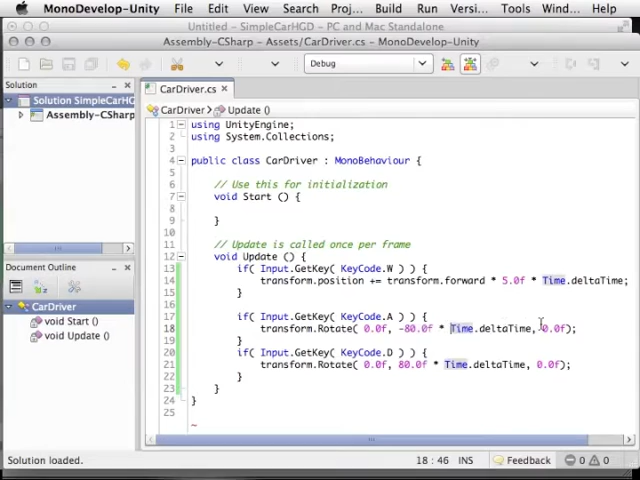 MonoDevelop-Unity File Edit View Search Proj... Build Run Versi... Tools Wind... Help
Untitled - SimpleCarHGD - PC and Mac Standalone
Assembly-CSharp - Assets/CarDriver.cs - MonoDevelop-Unity
Debug
Solution
CarDriver.cs
Solution SimpleCarHG
Assembly-CSharp
CarDriver Update ()
1 using UnityEngine;
2 using System.Collections;
3
4 public class CarDriver : MonoBehaviour {
5
6 // Use this for initialization
7 void Start () {
8
9 }
10
11 // Update is called once per frame
12 void Update () {
13 if( Input.GetKey( KeyCode.W ) ) {
14 transform.position += transform.forward * 5.0f * Time.deltaTime;
15 }
16
17 if( Input.GetKey( KeyCode.A ) ) {
18 transform.Rotate( 0.0f, -80.0f * Time.deltaTime, 0.0f);
19 }
20 if( Input.GetKey( KeyCode.D ) ) {
21 transform.Rotate( 0.0f, 80.0f * Time.deltaTime, 0.0f);
22 }
23 }
24 }
25
~
Document Outline
CarDriver
void Start ()
void Update ()
Solution loaded.
18 : 46 INS
Feedback
0 0